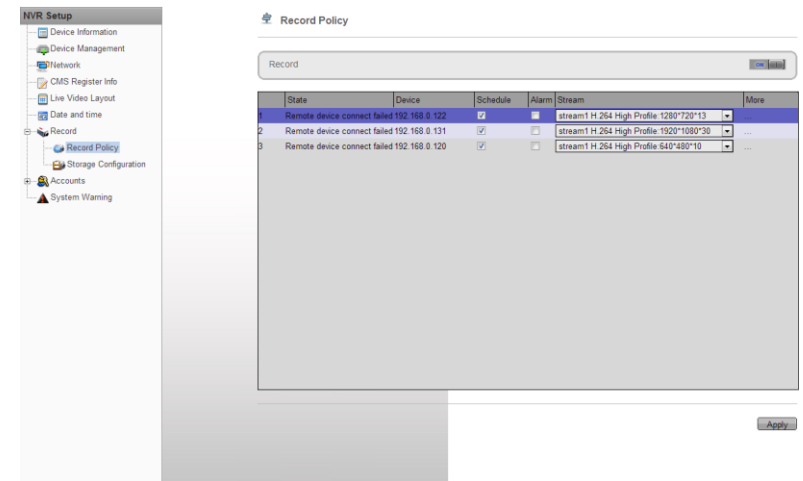 NVR Setup
Device Information
Device Management
Network
CMS Register Info
Live Video Layout
Date and time
Record
Record Policy
Storage Configuration
Accounts
System Warning
Record Policy
Record
ON
State Device Schedule Alarm Stream More
1 Remote device connect failed 192.168.0.122 stream1 H.264 High Profile:1280*720*13 ...
2 Remote device connect failed 192.168.0.131 stream1 H.264 High Profile:1920*1080*30 ...
3 Remote device connect failed 192.168.0.120 stream1 H.264 High Profile:640*480*10 ...
Apply